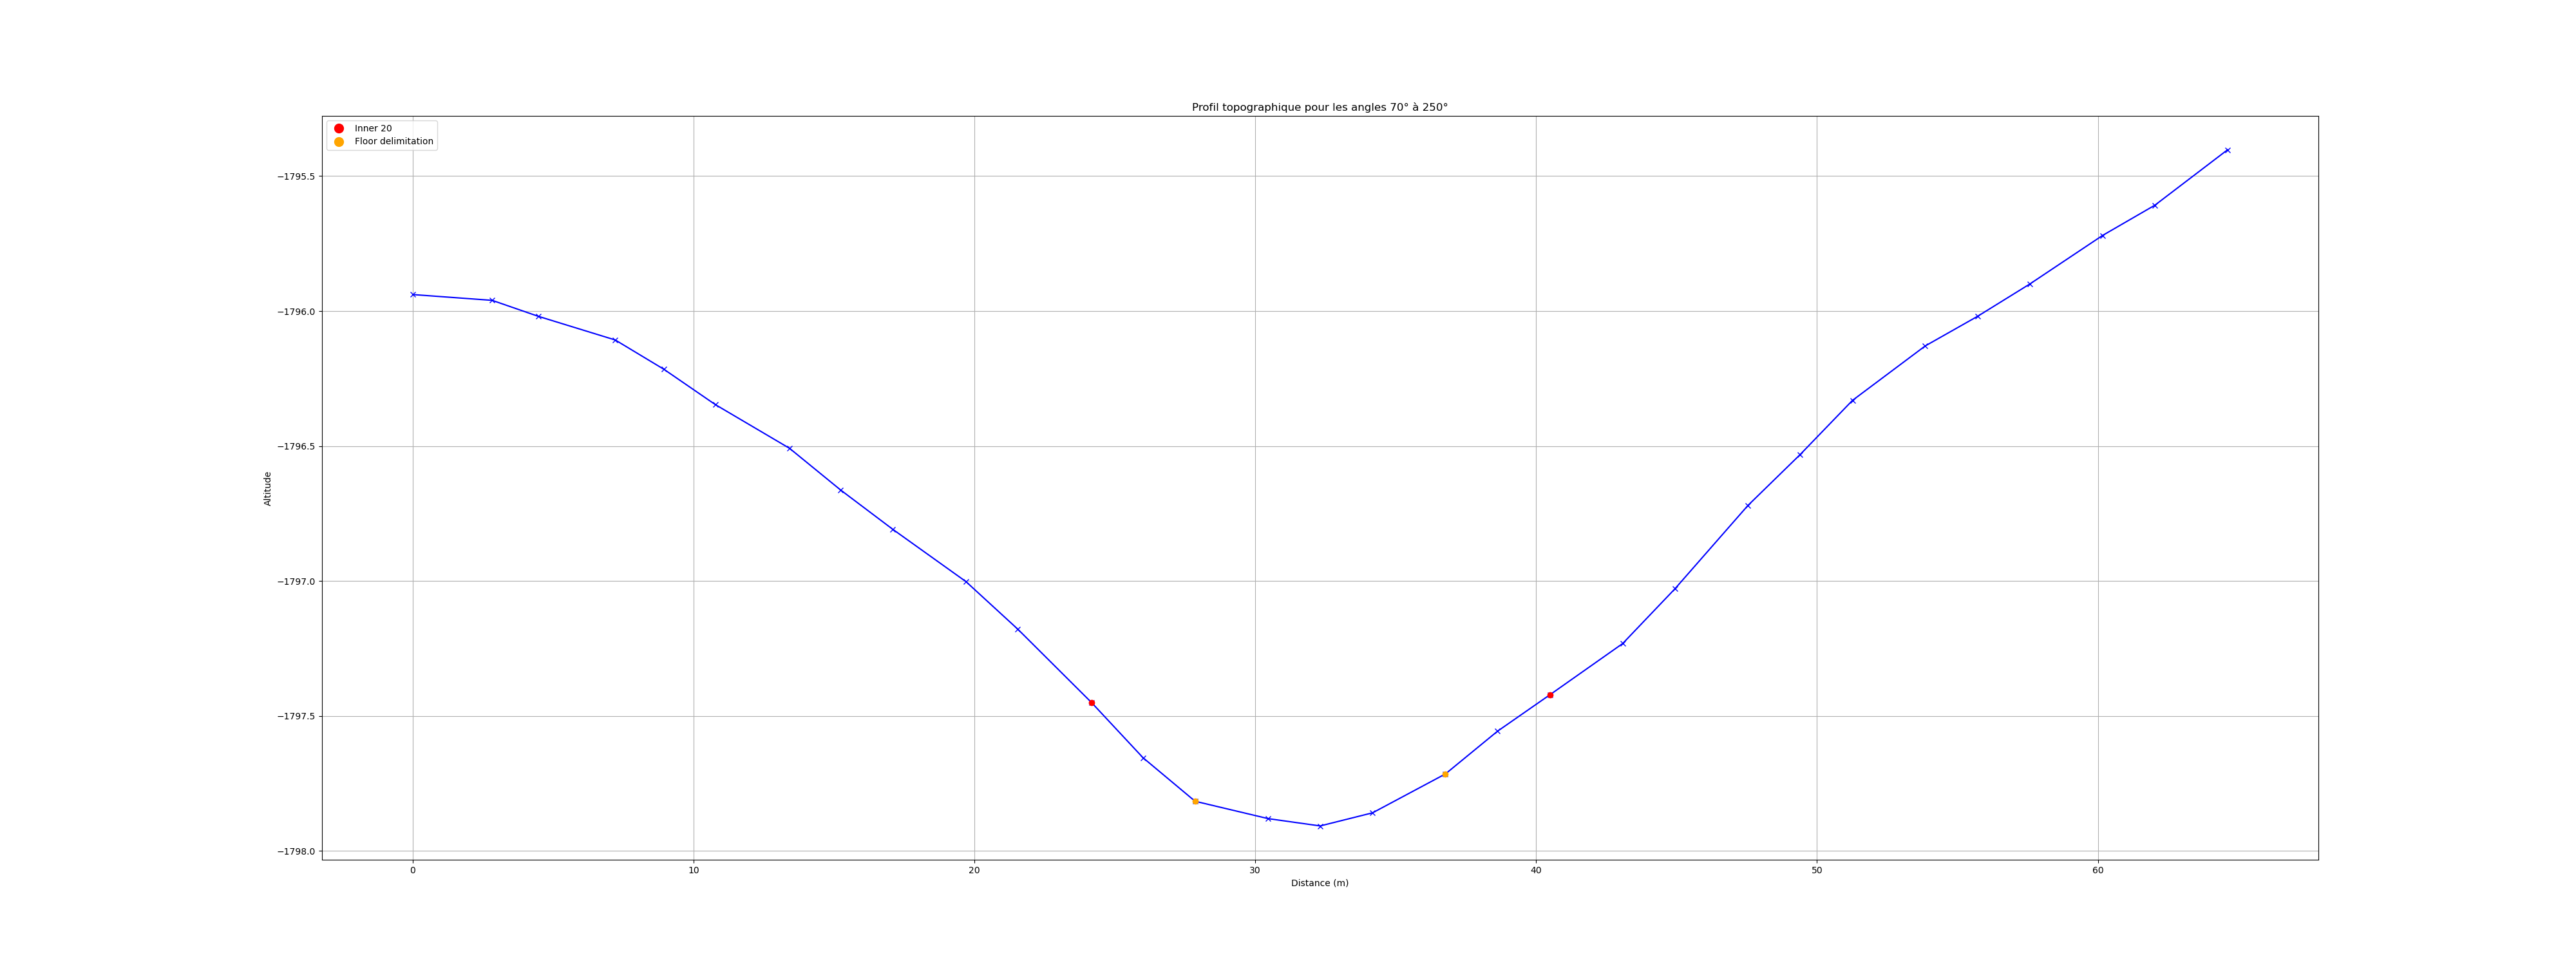 Profil topographique pour les angles 70° à 250°
Inner 20
Floor delimitation
−1795.5
−1796.0
−1796.5
−1797.0
−1797.5
−1798.0
Altitude
0 10 20 30 40 50 60
Distance (m)